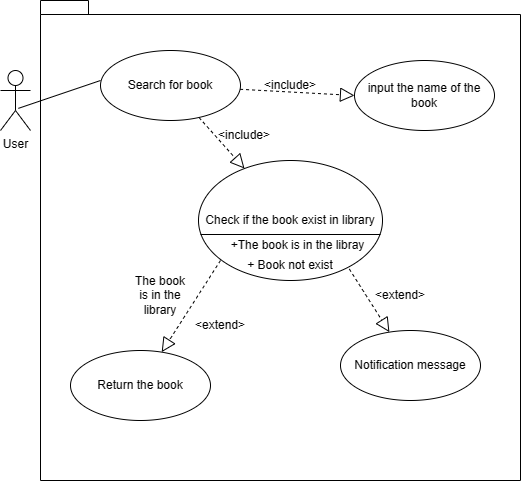 Search for book
<include>
input the name of the
book
User
<include>
Check if the book exist in library
+The book is in the libray
+ Book not exist
The book
is in the
library
<extend>
<extend>
Return the book
Notification message